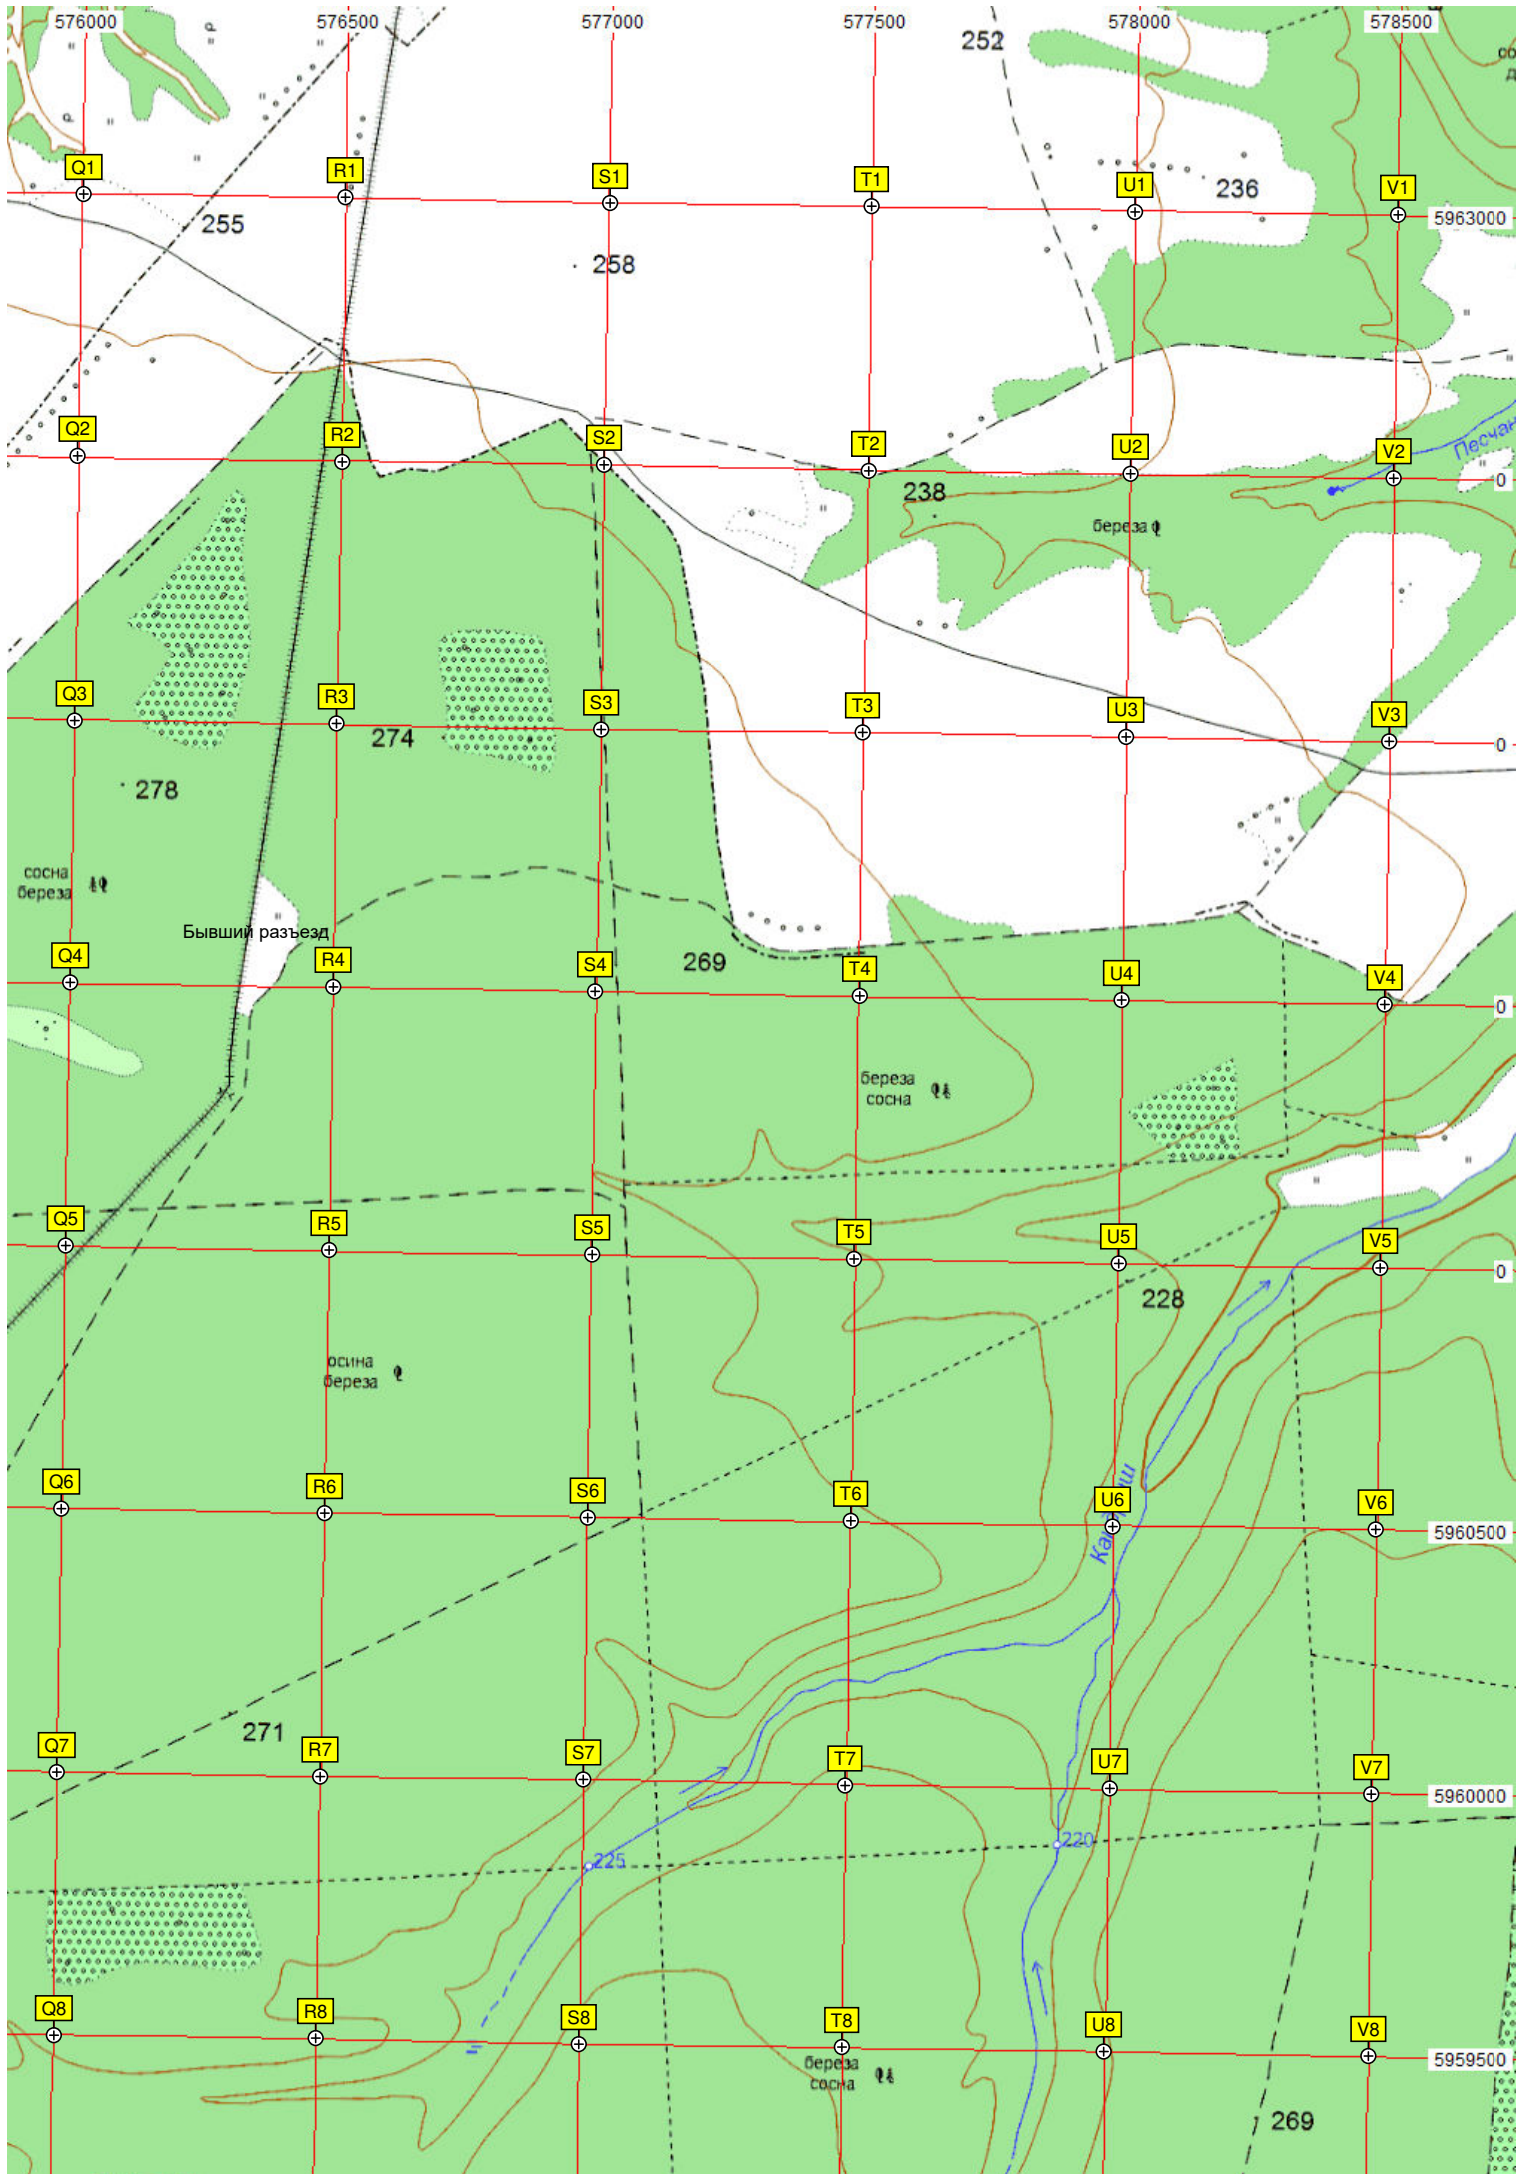 576000 576500 577000 577500 578000 578500
252
Q1 R1 S1 T1 U1 V1
236
255
5963000
258
Q2 R2 S2 T2 U2 V2
Песчан
238
0
береза
Q3 R3 S3 T3 U3 V3
274
0
278
сосна
береза
Бывший разъезд
Q4 R4 S4 T4 U4 V4
269
0
береза
сосна
Q5 R5 S5 T5 U5 V5
0
228
осина
береза
Q6 R6 S6 T6 U6 V6
5960500
271
Q7 R7 S7 T7 U7 V7
5960000
220
225
Q8 R8 S8 T8 U8 V8
5959500
береза
сосна
269